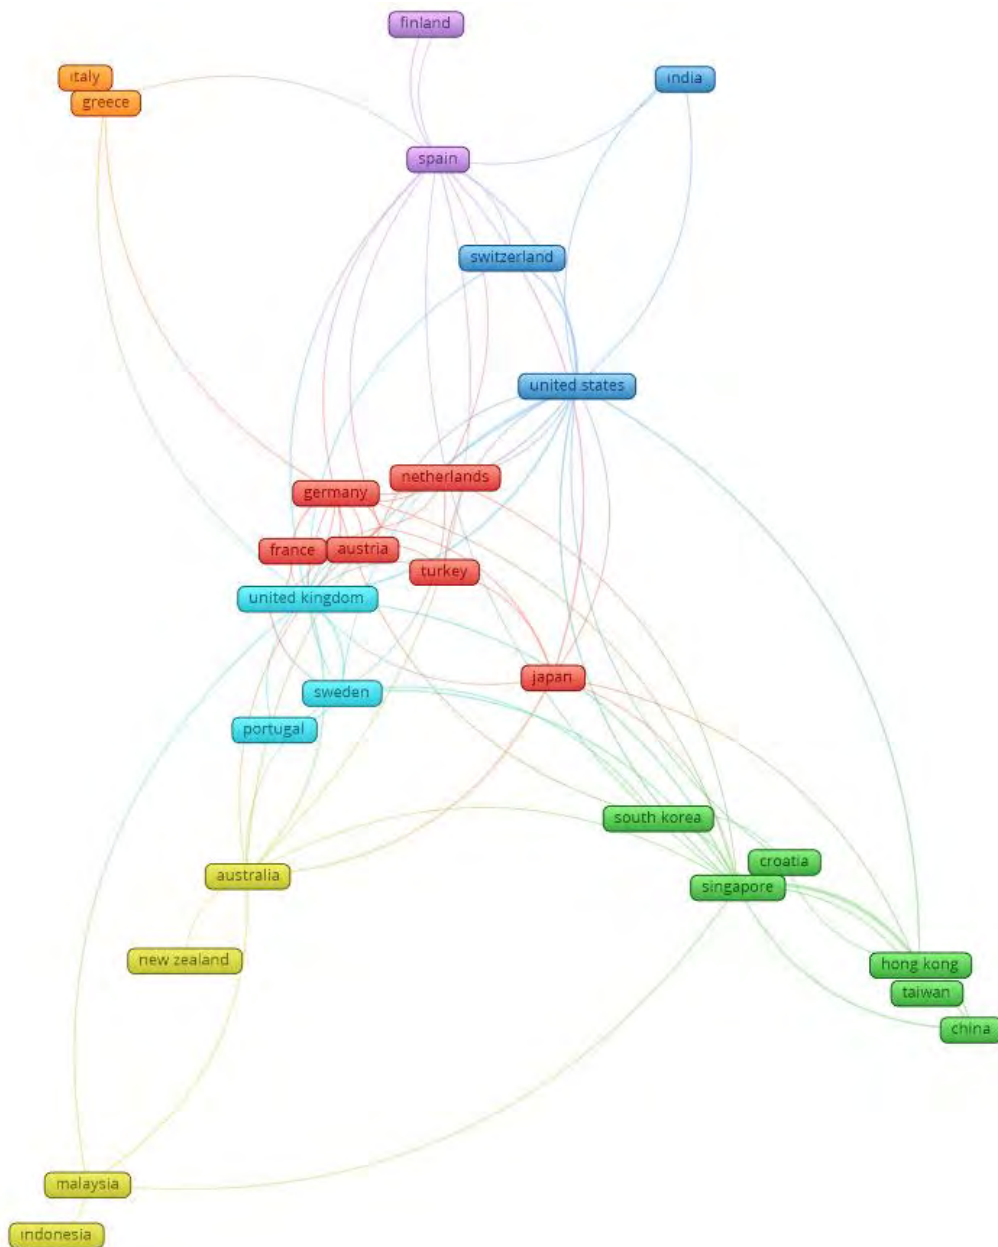 finland
italy
india
greece
spain
switzerland
united states
netherlands
germany
france
austria
turkey
united kingdom
japan
sweden
portugal
south korea
croatia
australia
singapore
new zealand
hong kong
taiwan
china
malaysia
indonesia